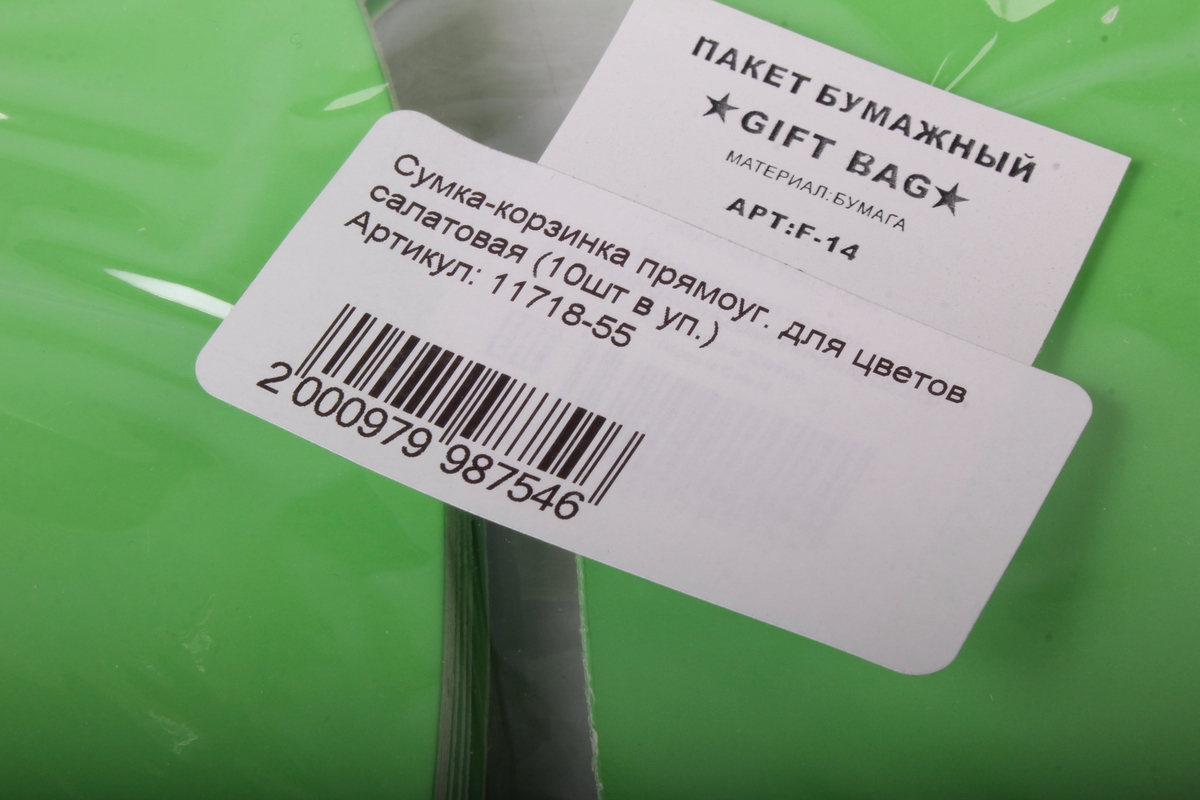 ПАКЕТ БУМАЖНЫЙ
★GIFT BAG★
МАТЕРИАЛ:БУМАГА
АРТ:F-14
Сумка-корзинка прямоуг. для цветов
салатовая (10шт в уп.)
Артикул: 11718-55
2 000979 987546